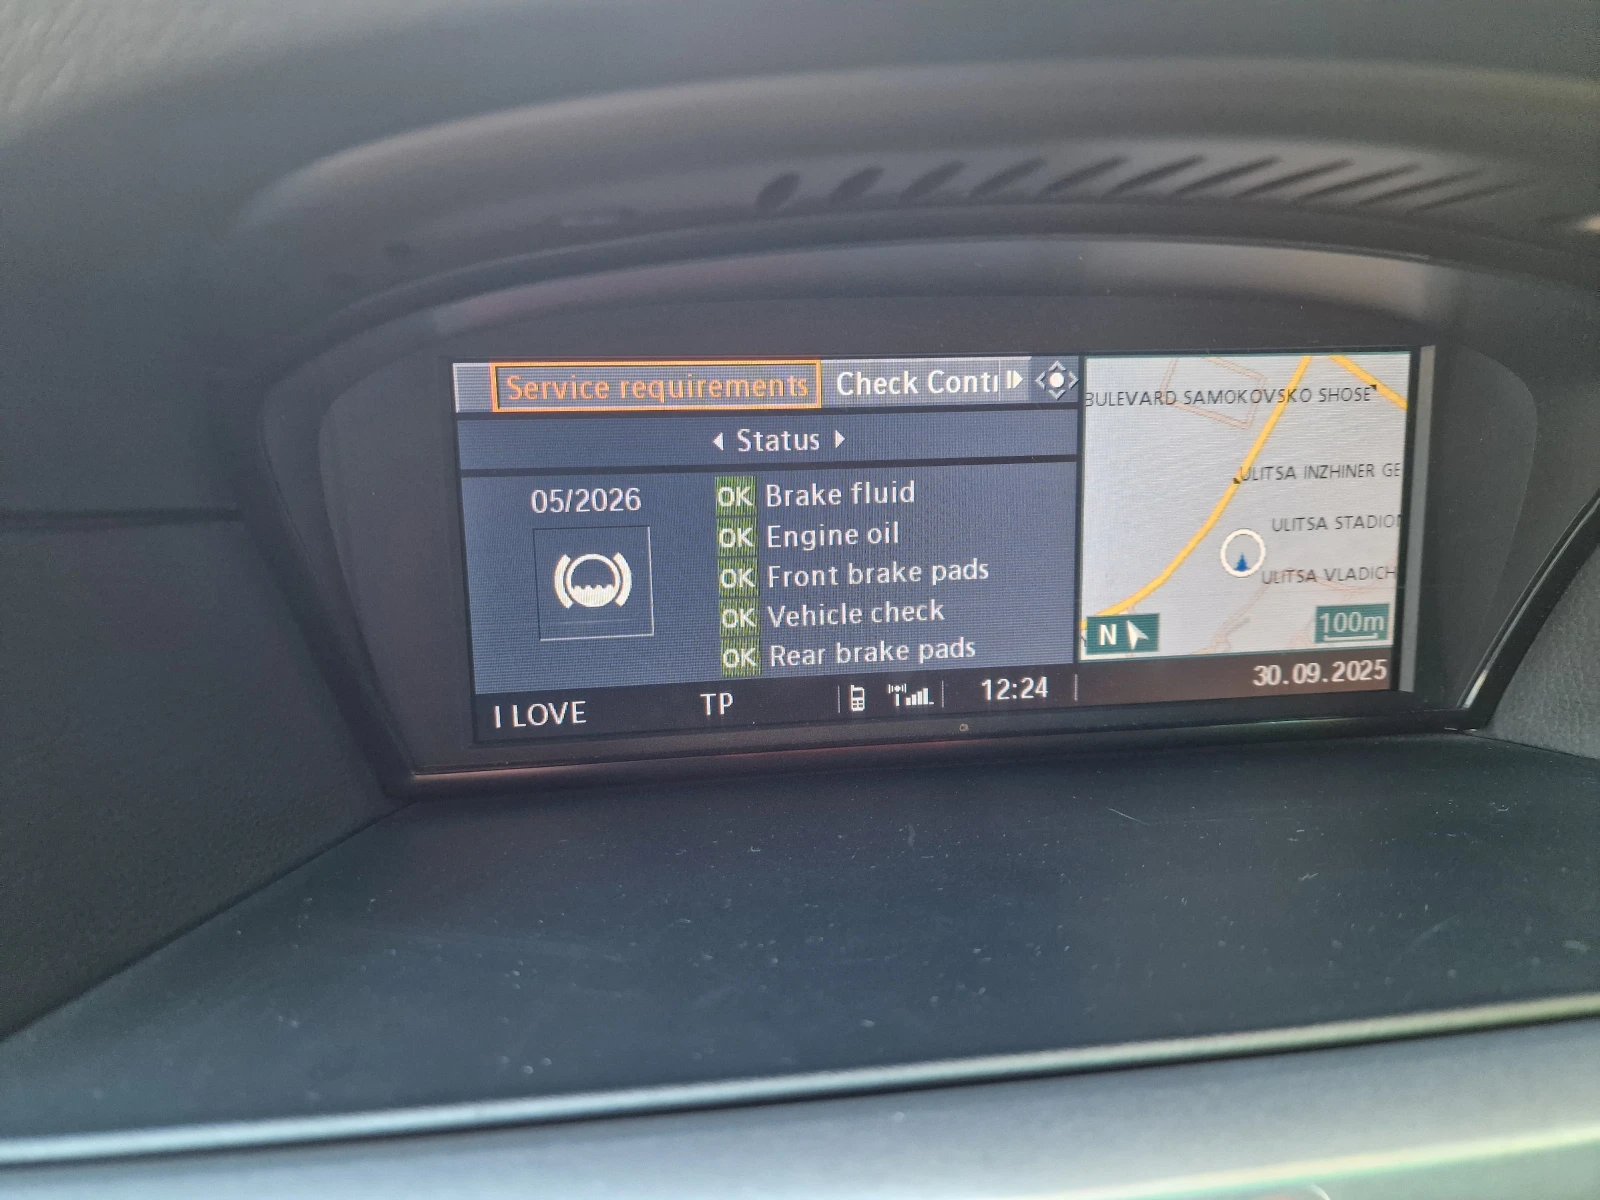 Service requirements Check Conti
Status
05/2026
OK Brake fluid
OK Engine oil
OK Front brake pads
OK Vehicle check
OK Rear brake pads
I LOVE TP 12:24
BULEVARD SAMOKOVSKO SHOSE
ULITSA INZHINER GE
ULITSA STADION
ULITSA VLADICH
N 100m
30.09.2025